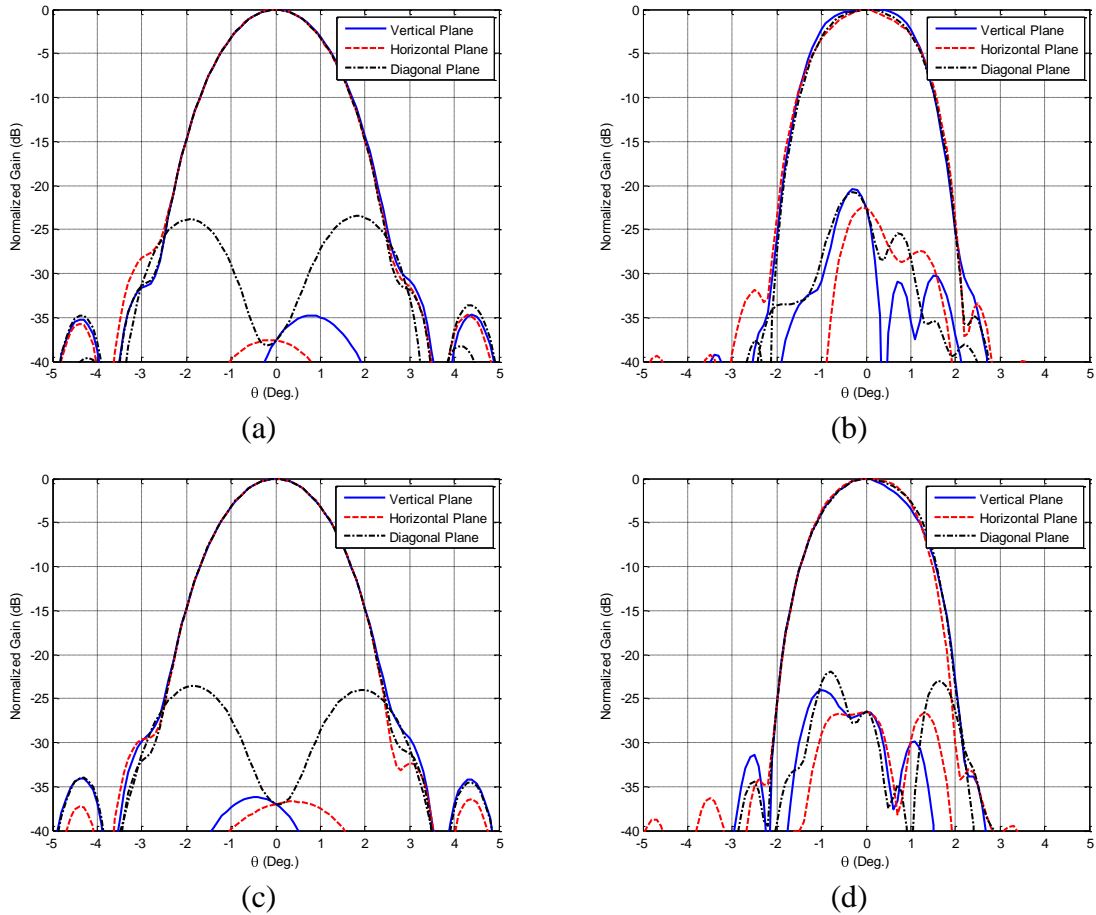 0
-5
-10
-15
-20
-25
-30
-35
-40
Normalized Gain (dB)
Vertical Plane
Horizontal Plane
Diagonal Plane
-5 -4 -3 -2 -1 0 1 2 3 4 5
θ (Deg.)
(a)
0
-5
-10
-15
-20
-25
-30
-35
-40
Normalized Gain (dB)
Vertical Plane
Horizontal Plane
Diagonal Plane
-5 -4 -3 -2 -1 0 1 2 3 4 5
θ (Deg.)
(b)
0
-5
-10
-15
-20
-25
-30
-35
-40
Normalized Gain (dB)
Vertical Plane
Horizontal Plane
Diagonal Plane
-5 -4 -3 -2 -1 0 1 2 3 4 5
θ (Deg.)
(c)
0
-5
-10
-15
-20
-25
-30
-35
-40
Normalized Gain (dB)
Vertical Plane
Horizontal Plane
Diagonal Plane
-5 -4 -3 -2 -1 0 1 2 3 4 5
θ (Deg.)
(d)